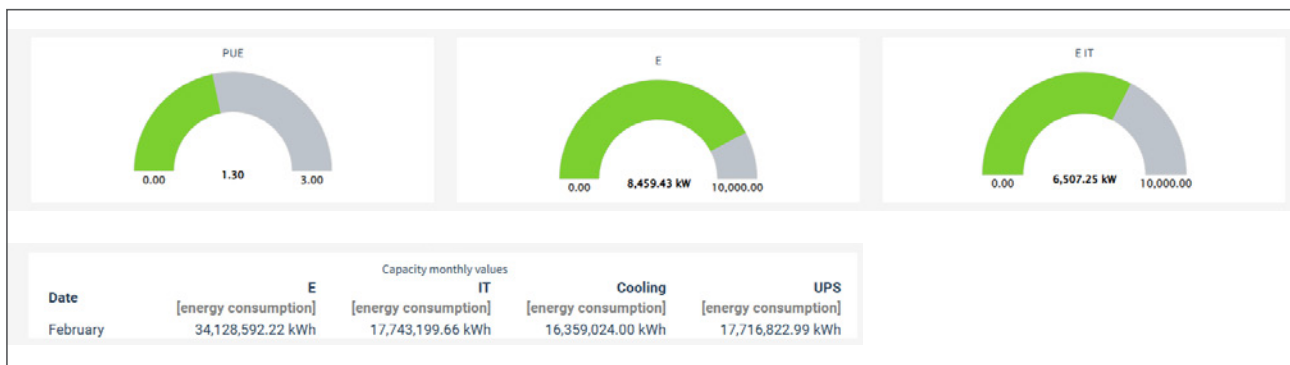 PUE
0.00
1.30
3.00
E
0.00
8,459.43 kW
10,000.00
E IT
0.00
6,507.25 kW
10,000.00
Capacity monthly values
Date
E
IT
Cooling
UPS
[energy consumption]
[energy consumption]
[energy consumption]
[energy consumption]
February
34,128,592.22 kWh
17,743,199.66 kWh
16,359,024.00 kWh
17,716,822.99 kWh